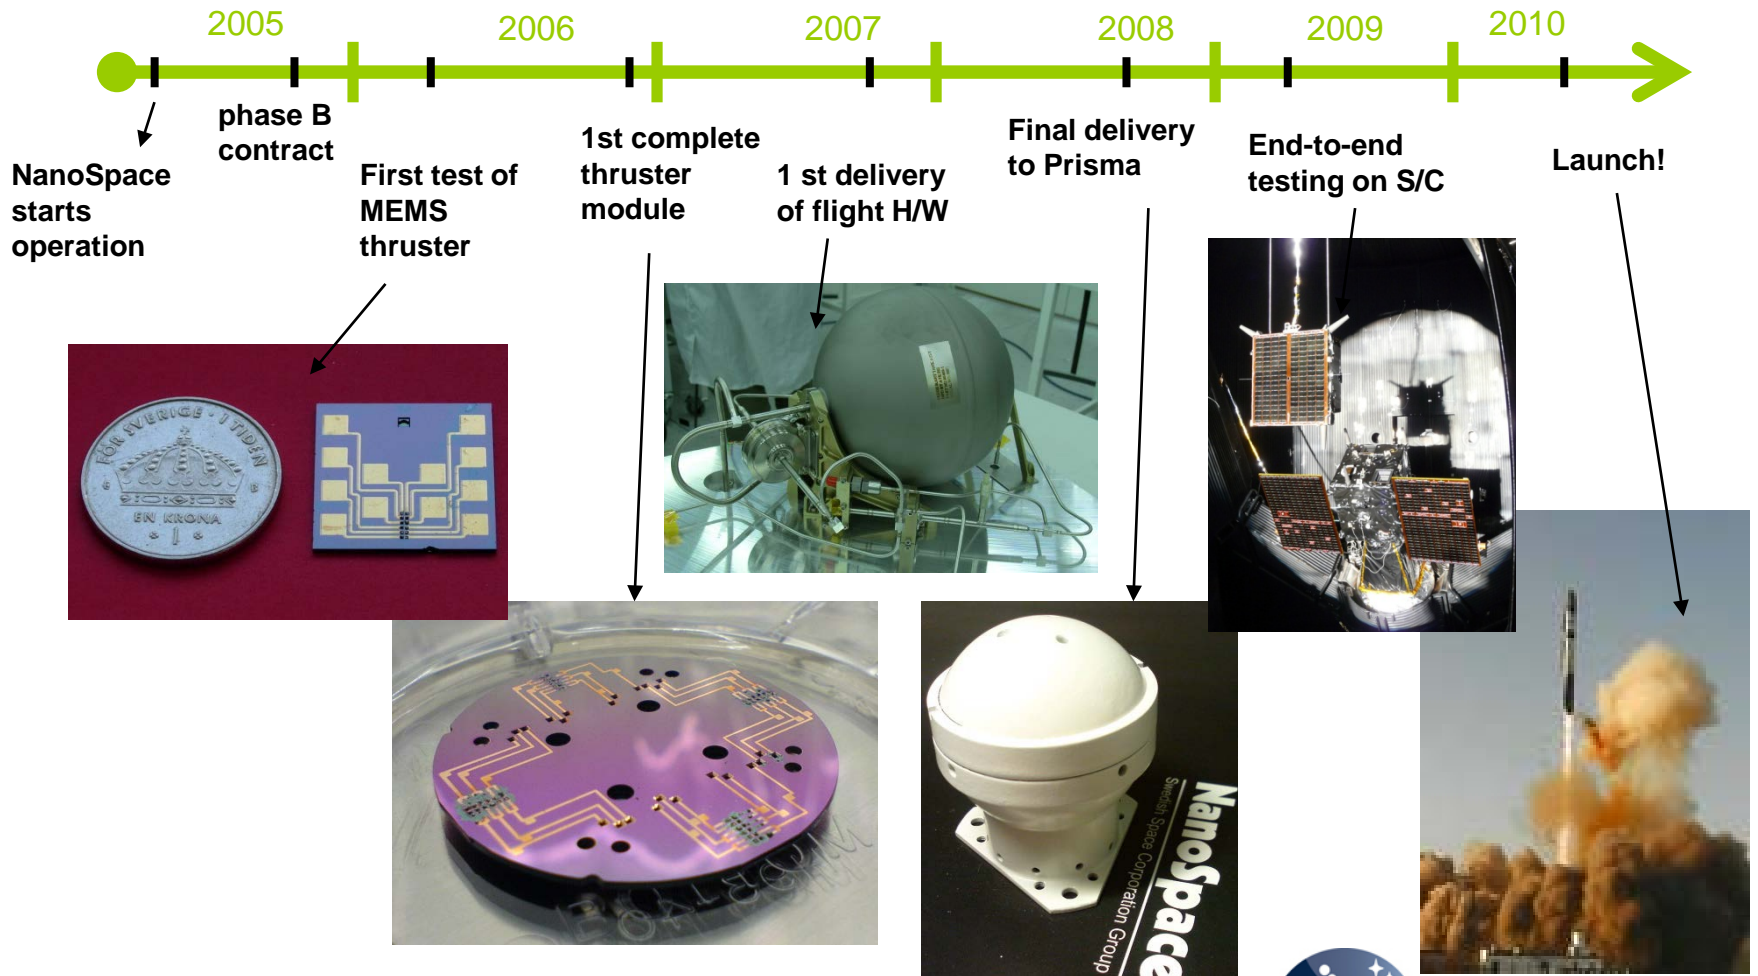 2005
2006
2007
2008
2009
2010
NanoSpace
starts
operation
phase B
contract
First test of
MEMS
thruster
1st complete
thruster
module
1 st delivery
of flight H/W
Final delivery
to Prisma
End-to-end
testing on S/C
Launch!
FÖR SVERIGE · I TIDEN
EN KRONA
1
NanoSpace
Swedish Space Corporation Group